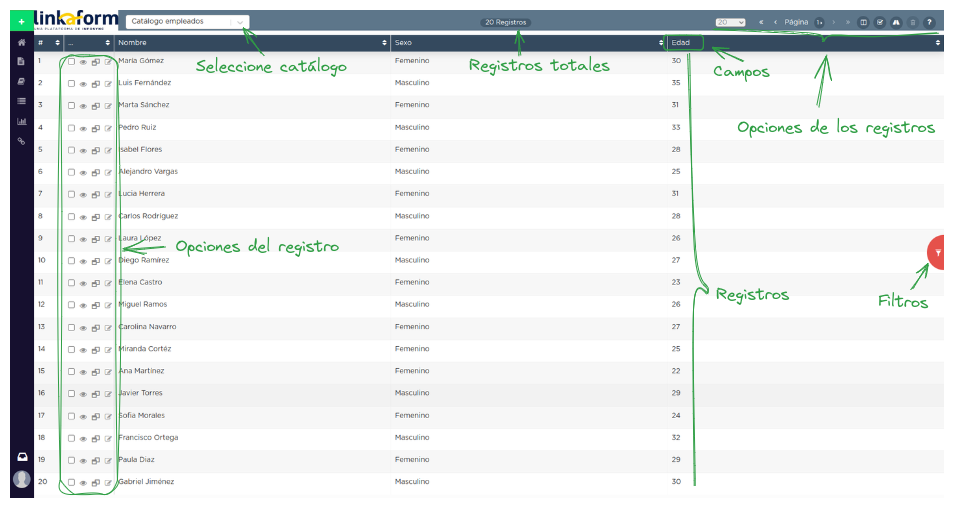 + linkaform Catálogo empleados 20 Registros 20 « ‹ Página 1 › » ?
UNA PLATAFORMA DE INFOSYNC
# ... Nombre Sexo Edad
1 María Gómez Femenino 30
Seleccione catálogo
Registros totales
Campos
2 Luis Fernández Masculino 35
3 Marta Sánchez Femenino 31
4 Pedro Ruiz Masculino 33
Opciones de los registros
5 Isabel Flores Femenino 28
6 Alejandro Vargas Masculino 25
7 Lucía Herrera Femenino 31
8 Carlos Rodríguez Masculino 28
9 Laura López Femenino 26
Opciones del registro
10 Diego Ramírez Masculino 27
11 Elena Castro Femenino 23
Registros
Filtros
12 Miguel Ramos Masculino 26
13 Carolina Navarro Femenino 27
14 Miranda Cortéz Femenino 25
15 Ana Martínez Femenino 22
16 Javier Torres Masculino 29
17 Sofía Morales Femenino 24
18 Francisco Ortega Masculino 32
19 Paula Díaz Femenino 29
20 Gabriel Jiménez Masculino 30